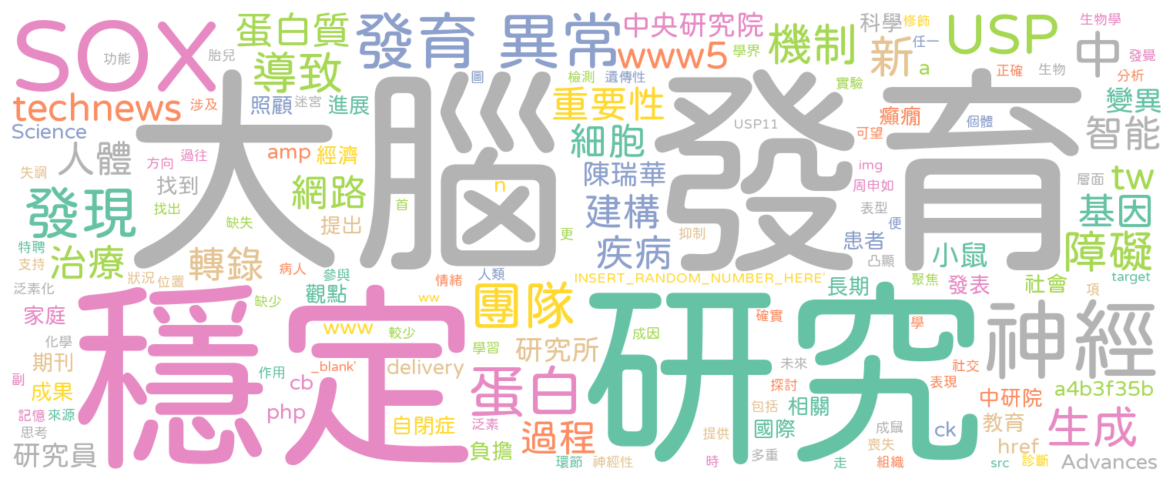 SOX
功能
胎兒
蛋白質
導致
發育 異常
中央研究院
www5
學界
機制
科學
修飾
任一
新
a
USP
中
生物學
發覺
分析
technews
涉及
照顧
迷宮
進展
圖
檢測
遺傳性
重要性
實驗
正確
生物
變異
Science
人體
方向
過往
amp
經濟
大腦
細胞
USP11
發育
癲癇
可望
個體
智能
失調
發現
找到
找出
缺失
網路
提出
首
n
更
陳瑞華
建構
疾病
抑制
img
周申如
表型
便
患者
凸顯
層面
tw
基因
障礙
特聘
支持
治療
泛素化
狀況
位置
轉錄
病人
參與
觀點
情緒
人類
INSERT_RANDOM_NUMBER_HERE'
小鼠
長期
聚焦
發表
社會
target
項
家庭
缺少
穩定
www
ww
較少
團隊
成因
研究
確實
學
神經
化學
期刊
副
成果
作用
_blank'
cb
delivery
學習
研究所
未來
探討
社交
表現
中研院
a4b3f35b
記憶
來源
思考
php
自閉症
蛋白
泛素
過程
包括
相關
提供
國際
成鼠
ck
教育
href
生成
研究員
負擔
環節
神經性
時
多重
走
喪失
組織
src
診斷
Advances